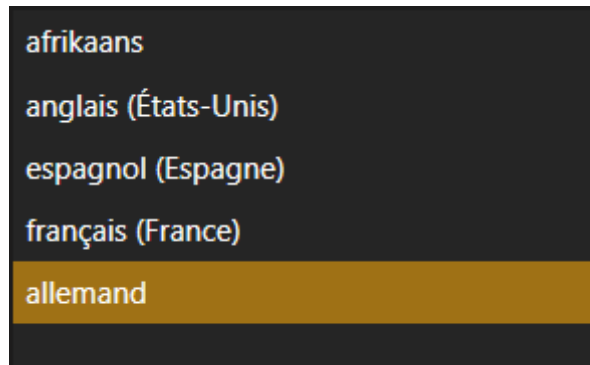 afrikaans
anglais (États-Unis)
espagnol (Espagne)
français (France)
allemand